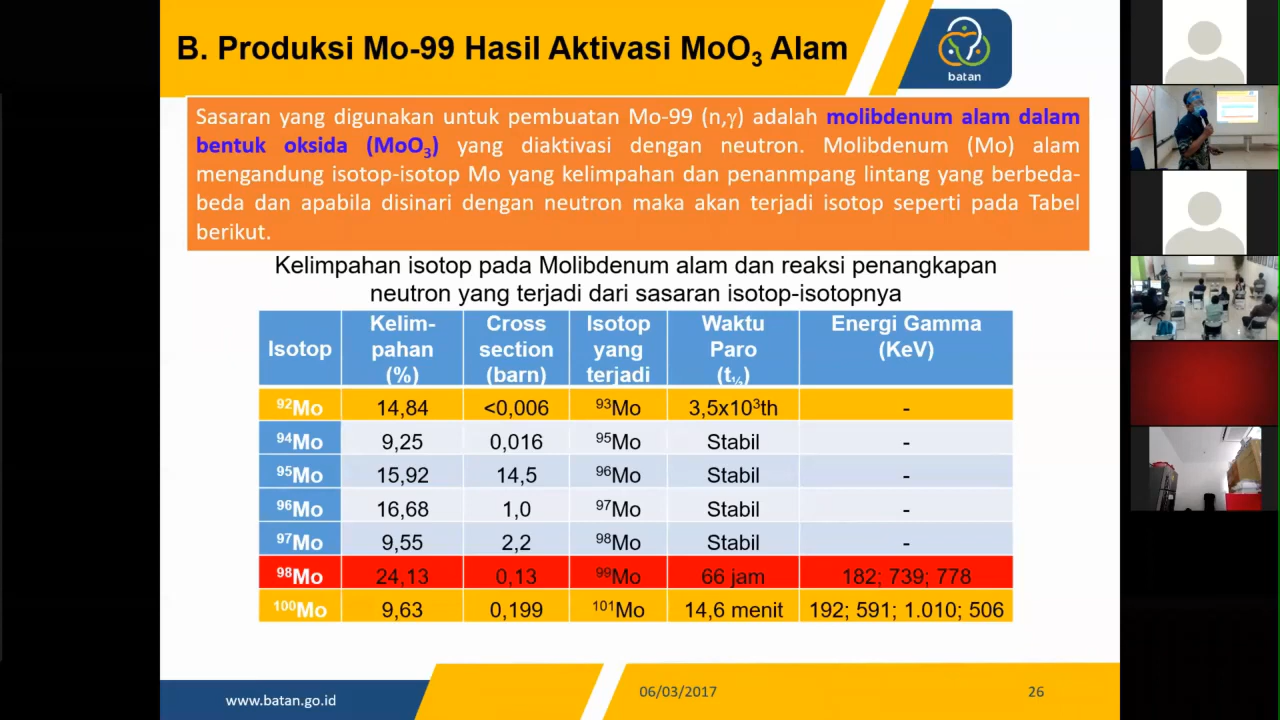 B. Produksi Mo-99 Hasil Aktivasi MoO₃ Alam
batan
Sasaran yang digunakan untuk pembuatan Mo-99 (n,γ) adalah molibdenum alam dalam
bentuk oksida (MoO₃) yang diaktivasi dengan neutron. Molibdenum (Mo) alam
mengandung isotop-isotop Mo yang kelimpahan dan penanmpang lintang yang berbeda-
beda dan apabila disinari dengan neutron maka akan terjadi isotop seperti pada Tabel
berikut.
Kelimpahan isotop pada Molibdenum alam dan reaksi penangkapan
neutron yang terjadi dari sasaran isotop-isotopnya
Isotop Kelim-pahan (%) Cross section (barn) Isotop yang terjadi Waktu Paro (t½) Energi Gamma (KeV)
⁹²Mo 14,84 <0,006 ⁹³Mo 3,5x10³th -
⁹⁴Mo 9,25 0,016 ⁹⁵Mo Stabil -
⁹⁵Mo 15,92 14,5 ⁹⁶Mo Stabil -
⁹⁶Mo 16,68 1,0 ⁹⁷Mo Stabil -
⁹⁷Mo 9,55 2,2 ⁹⁸Mo Stabil -
⁹⁸Mo 24,13 0,13 ⁹⁹Mo 66 jam 182; 739; 778
¹⁰⁰Mo 9,63 0,199 ¹⁰¹Mo 14,6 menit 192; 591; 1.010; 506
www.batan.go.id
06/03/2017
26